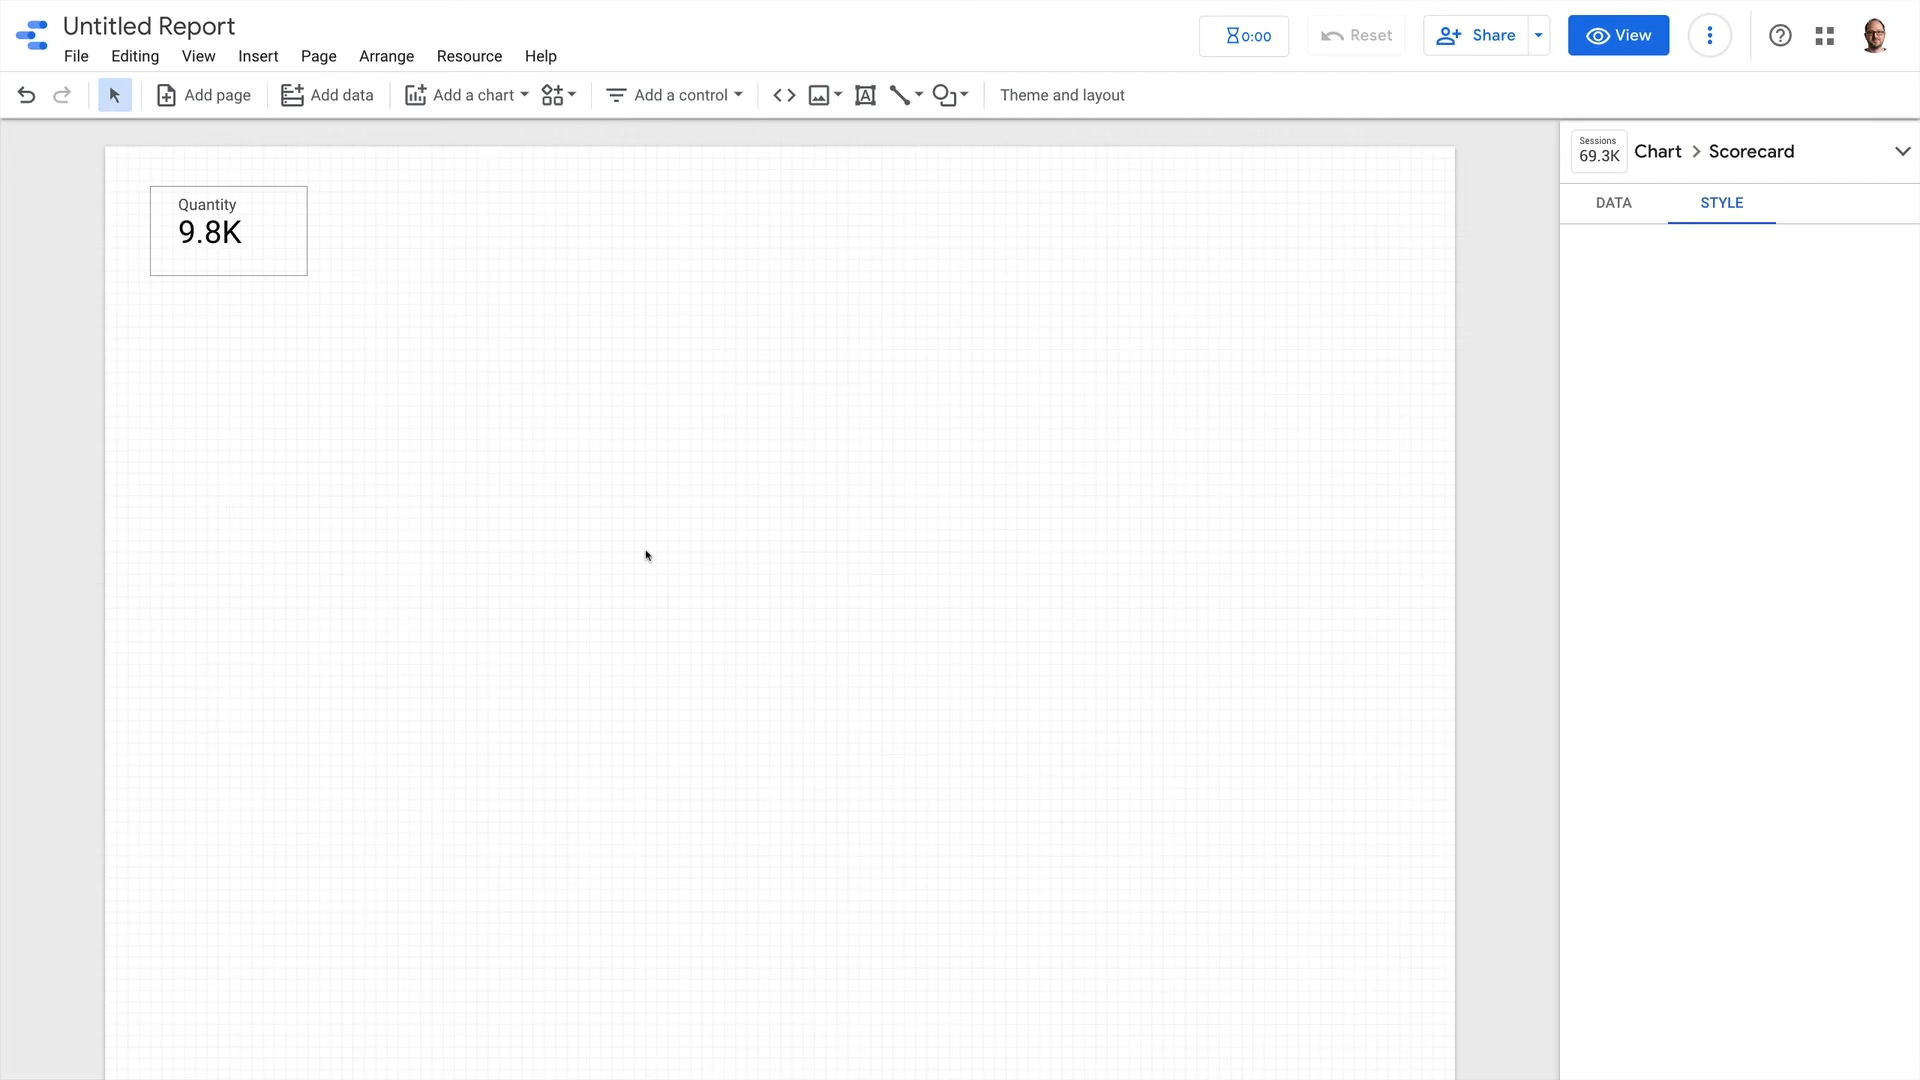 Untitled Report
File Editing View Insert Page Arrange Resource Help
0:00 Reset Share View
Add page Add data Add a chart Add a control Theme and layout
Sessions
69.3K
Chart Scorecard
DATA STYLE
Quantity
9.8K